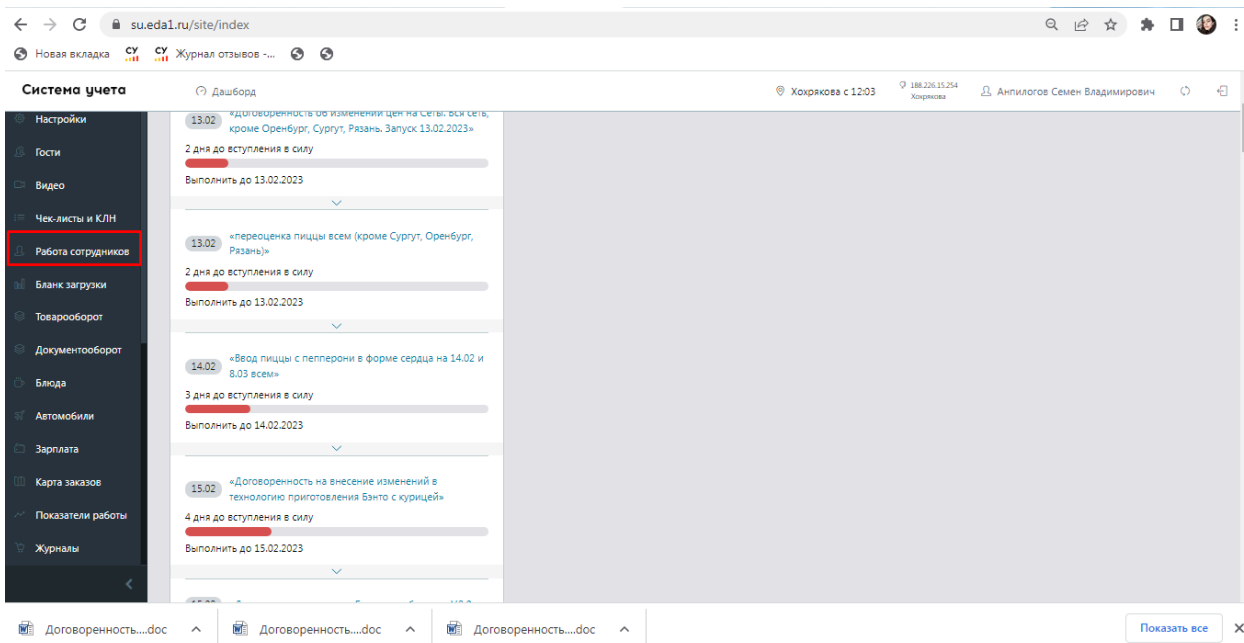 su.eda1.ru/site/index
Новая вкладка СУ СУ Журнал отзывов -...
Система учета Дашборд Хохрякова с 12:03 188.226.15.254 Анпилогов Семен Владимирович
Хохрякова
Настройки
Гости
Видео
Чек-листы и КЛН
Работа сотрудников
Бланк загрузки
Товарооборот
Документооборот
Блюда
Автомобили
Зарплата
Карта заказов
Показатели работы
Журналы
13.02 «Договоренность об изменении цен на Сеты. Вся сеть,
кроме Оренбург, Сургут, Рязань. Запуск 13.02.2023»
2 дня до вступления в силу
Выполнить до 13.02.2023
13.02 «переоценка пиццы всем (кроме Сургут, Оренбург,
Рязань)»
2 дня до вступления в силу
Выполнить до 13.02.2023
14.02 «Ввод пиццы с пепперони в форме сердца на 14.02 и
8.03 всем»
3 дня до вступления в силу
Выполнить до 14.02.2023
15.02 «Договоренность на внесение изменений в
технологию приготовления Бэнто с курицей»
4 дня до вступления в силу
Выполнить до 15.02.2023
Договоренность....doc Договоренность....doc Договоренность....doc Показать все